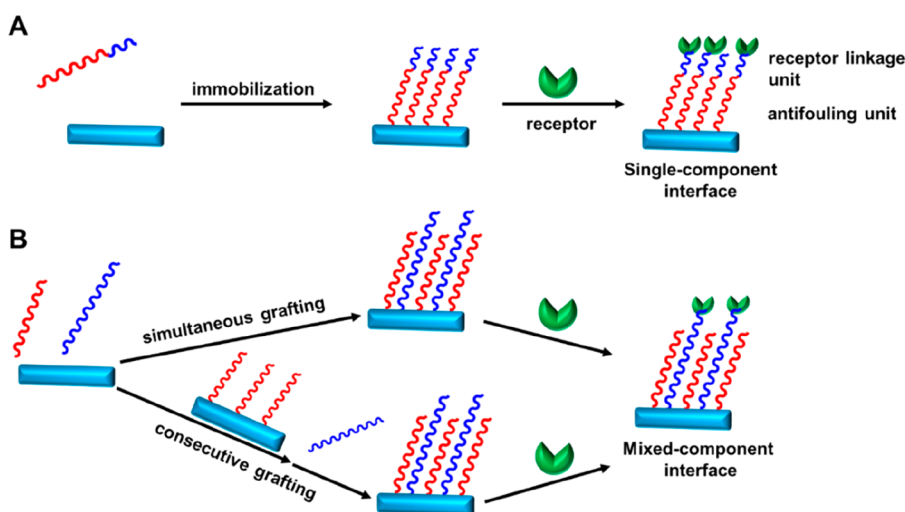 A
immobilization
receptor
receptor linkage
unit
antifouling unit
Single-component
interface
B
simultaneous grafting
consecutive grafting
Mixed-component
interface